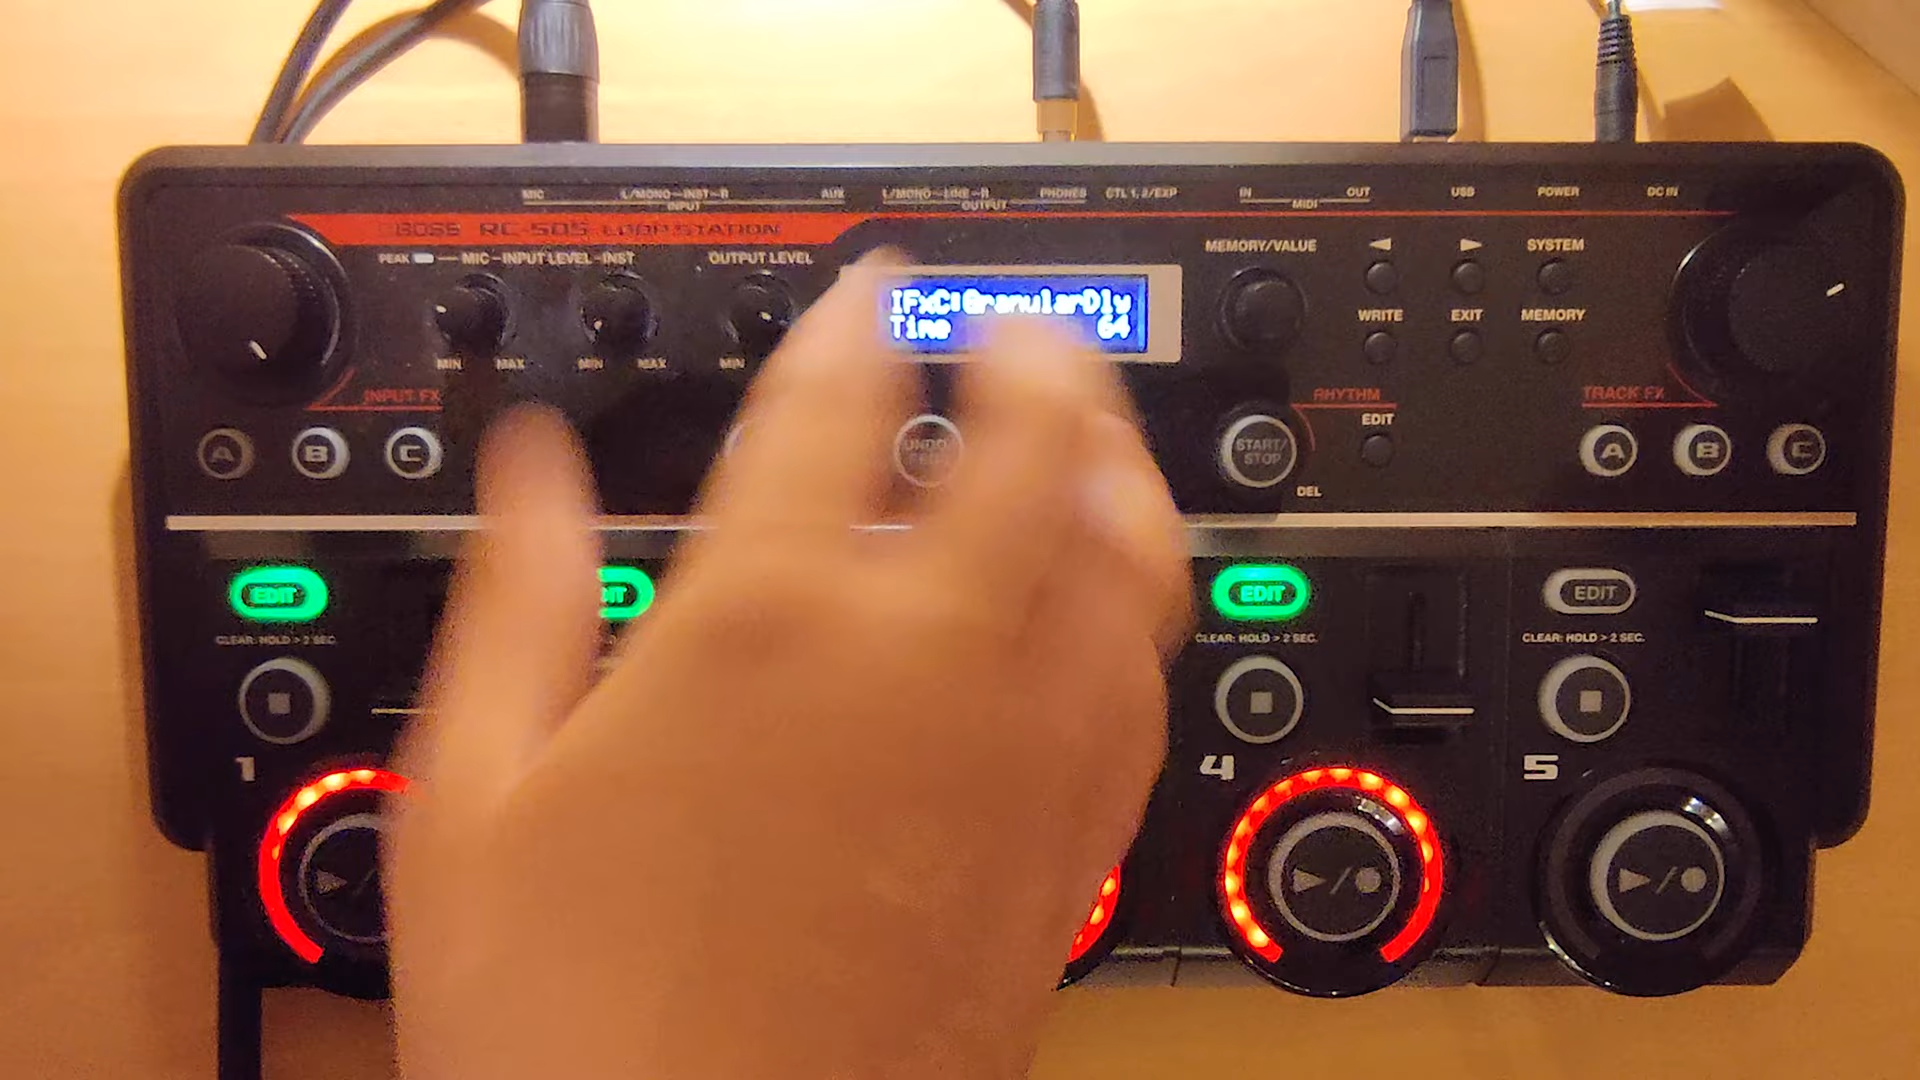 MIC L/MONO—INST—R AUX L/MONO—LINE—R PHONES CTL 1, 2/EXP IN OUT USB POWER DC IN
INPUT OUTPUT MIDI
BOSS RC-505 LOOP STATION
PEAK MIC—INPUT LEVEL—INST OUTPUT LEVEL MEMORY/VALUE ◀ ▶ SYSTEM
IFxC:GranularDly
Time 64
WRITE EXIT MEMORY
MIN MAX MIN MAX MIN
INPUT FX RHYTHM TRACK FX
EDIT
A B C UNDO START/ A B C
STOP
DEL
EDIT EDIT EDIT
CLEAR: HOLD > 2 SEC. CLEAR: HOLD > 2 SEC. CLEAR: HOLD > 2 SEC.
1 4 5